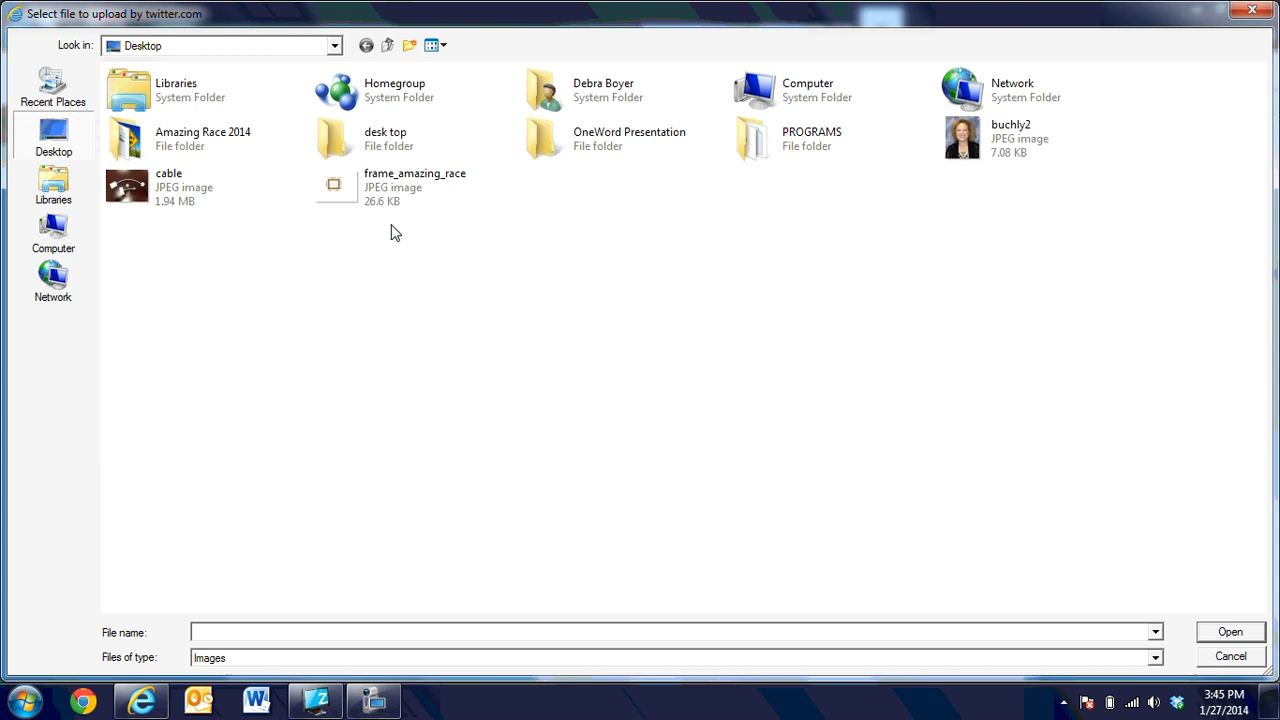 Select file to upload by twitter.com
Look in: Desktop
Recent Places
Desktop
Libraries
Computer
Network
Libraries
System Folder
Homegroup
System Folder
Debra Boyer
System Folder
Computer
System Folder
Network
System Folder
Amazing Race 2014
File folder
desk top
File folder
OneWord Presentation
File folder
PROGRAMS
File folder
buchly2
JPEG image
7.08 KB
cable
JPEG image
1.94 MB
frame_amazing_race
JPEG image
26.6 KB
File name:
Open
Files of type: Images
Cancel
3:45 PM
1/27/2014